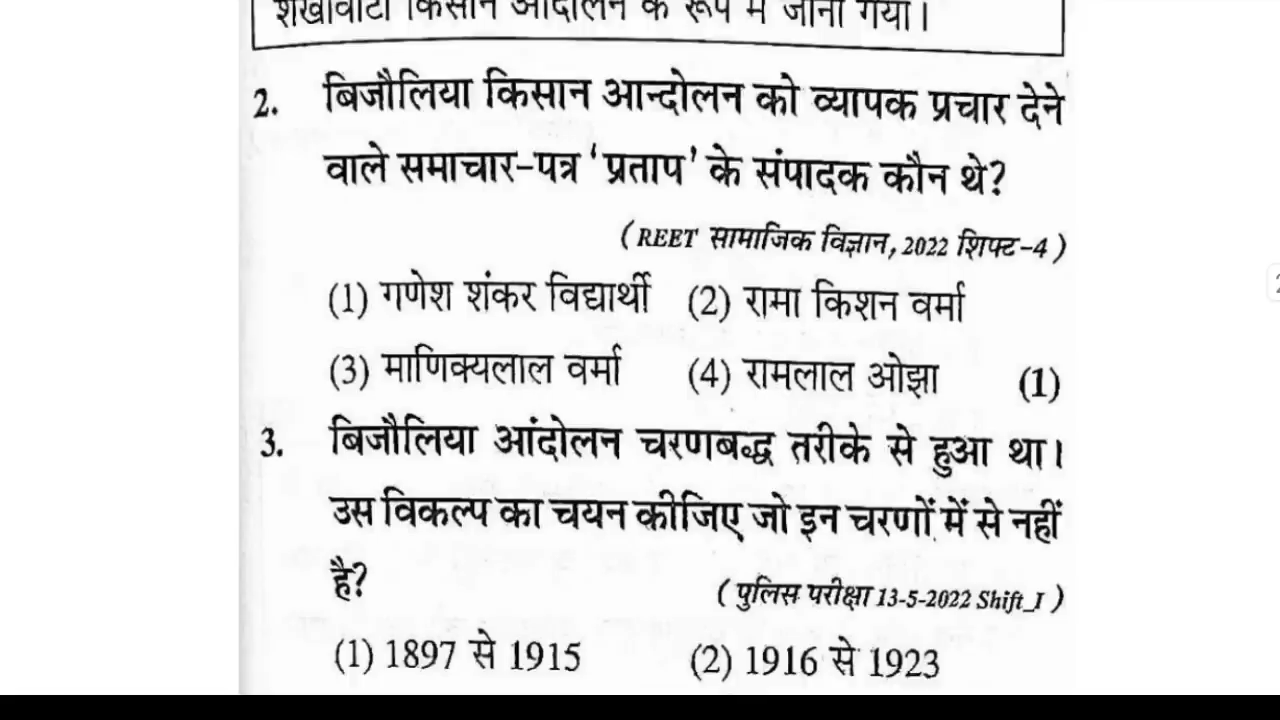 शेखावाटी किसान आंदोलन के रूप में जाना गया।
2. बिजौलिया किसान आन्दोलन को व्यापक प्रचार देने
वाले समाचार-पत्र 'प्रताप' के संपादक कौन थे?
(REET सामाजिक विज्ञान, 2022 शिफ्ट-4)
(1) गणेश शंकर विद्यार्थी (2) रामा किशन वर्मा
(3) माणिक्यलाल वर्मा (4) रामलाल ओझा (1)
3. बिजौलिया आंदोलन चरणबद्ध तरीके से हुआ था।
उस विकल्प का चयन कीजिए जो इन चरणों में से नहीं
है? (पुलिस परीक्षा 13-5-2022 Shift_I)
(1) 1897 से 1915 (2) 1916 से 1923